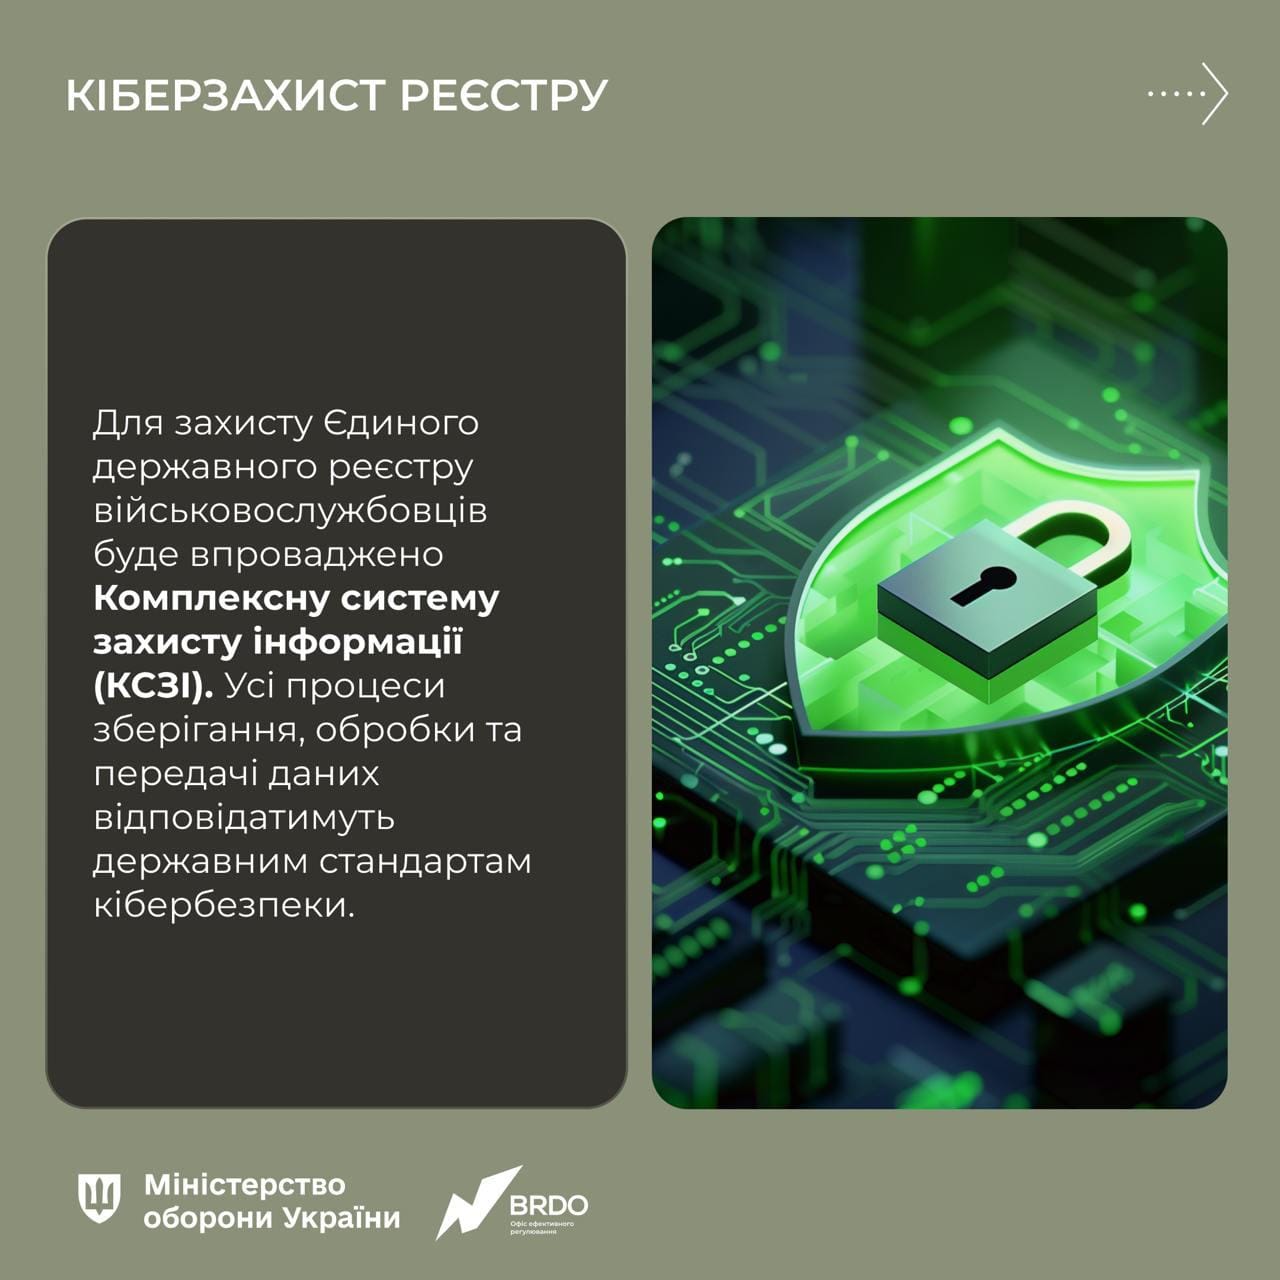 КІБЕРЗАХИСТ РЕЄСТРУ
Для захисту Єдиного
державного реєстру
військовослужбовців
буде впроваджено
Комплексну систему
захисту інформації
(КСЗІ). Усі процеси
зберігання, обробки та
передачі даних
відповідатимуть
державним стандартам
кібербезпеки.
Міністерство
оборони України
BRDO
Офіс ефективного
регулювання